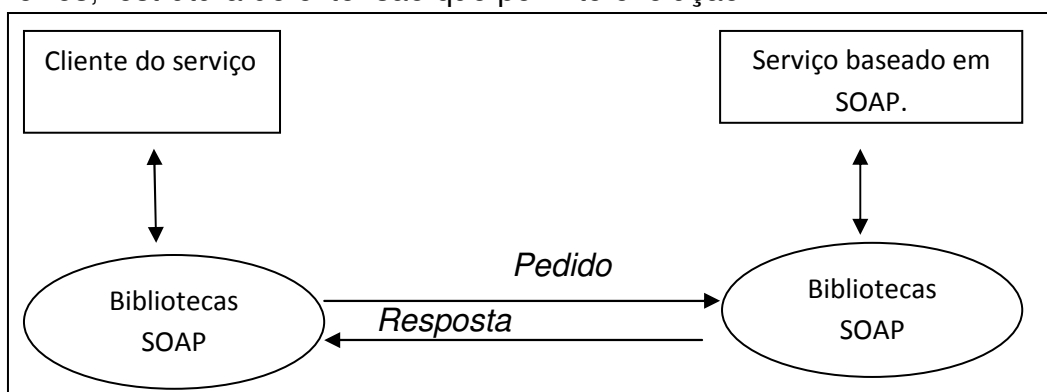 Cliente do serviço
Serviço baseado em
SOAP.
Pedido
Resposta
Bibliotecas
SOAP
Bibliotecas
SOAP